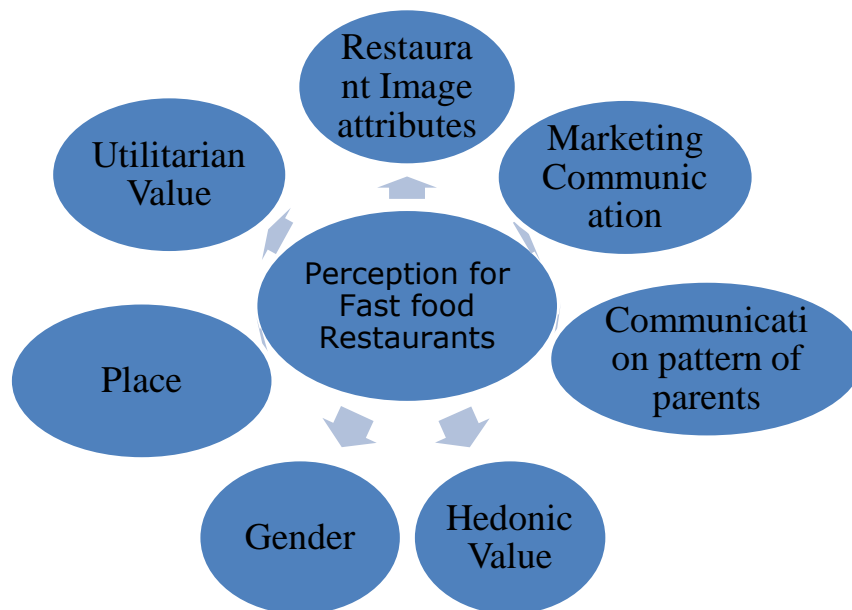 Restaura
nt Image
attributes
Utilitarian
Value
Marketing
Communic
ation
Perception for
Fast food
Restaurants
Place
Communicati
on pattern of
parents
Gender
Hedonic
Value